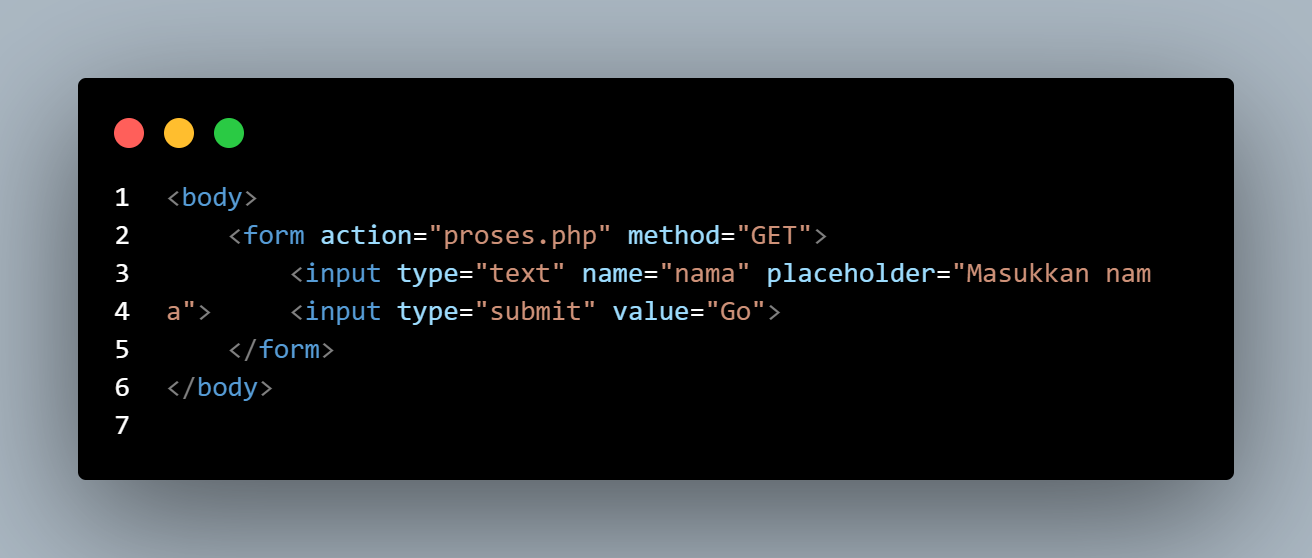 1 <body>
2     <form action="proses.php" method="GET">
3         <input type="text" name="nama" placeholder="Masukkan nam
4 a">     <input type="submit" value="Go">
5     </form>
6 </body>
7